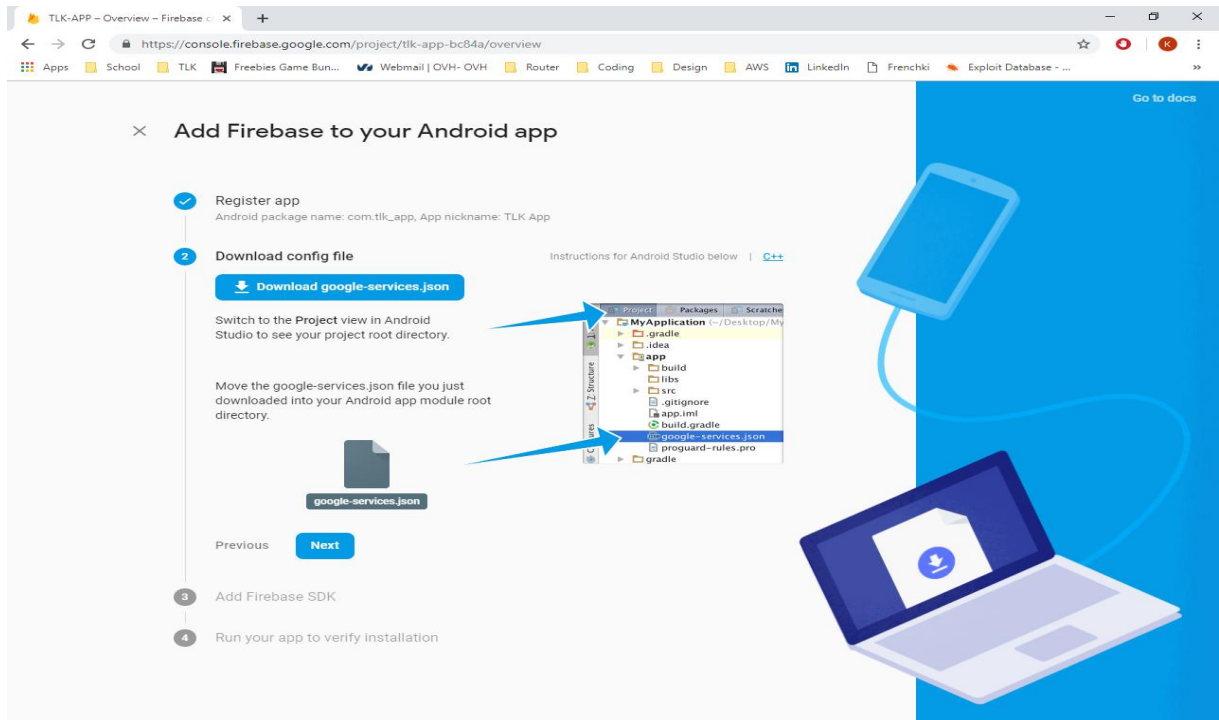 TLK-APP – Overview – Firebase c
https://console.firebase.google.com/project/tlk-app-bc84a/overview
K
Apps School TLK Freebies Game Bun... Webmail | OVH- OVH Router Coding Design AWS LinkedIn Frenchki Exploit Database - ... »
Go to docs
Add Firebase to your Android app
Register app
Android package name: com.tlk_app, App nickname: TLK App
2 Download config file
Instructions for Android Studio below | C++
Download google-services.json
Switch to the Project view in Android
Studio to see your project root directory.
Move the google-services.json file you just
downloaded into your Android app module root
directory.
google-services.json
Project Packages Scratche
MyApplication (~/Desktop/My
.gradle
.idea
app
build
libs
src
.gitignore
app.iml
build.gradle
google-services.json
proguard-rules.pro
gradle
Z: Structure
Previous Next
3 Add Firebase SDK
4 Run your app to verify installation